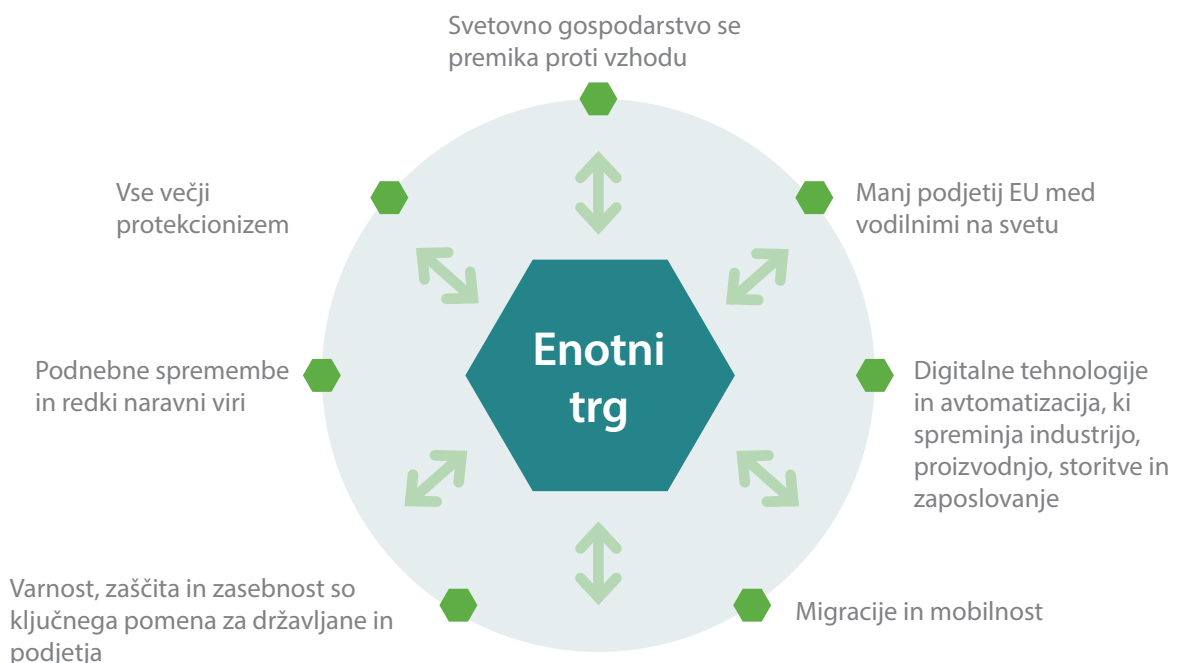 Svetovno gospodarstvo se
premika proti vzhodu
Vse večji
protekcionizem
Manj podjetij EU med
vodilnimi na svetu
Enotni
trg
Podnebne spremembe
in redki naravni viri
Digitalne tehnologije
in avtomatizacija, ki
spreminja industrijo,
proizvodnjo, storitve in
zaposlovanje
Varnost, zaščita in zasebnost so
ključnega pomena za državljane in
podjetja
Migracije in mobilnost